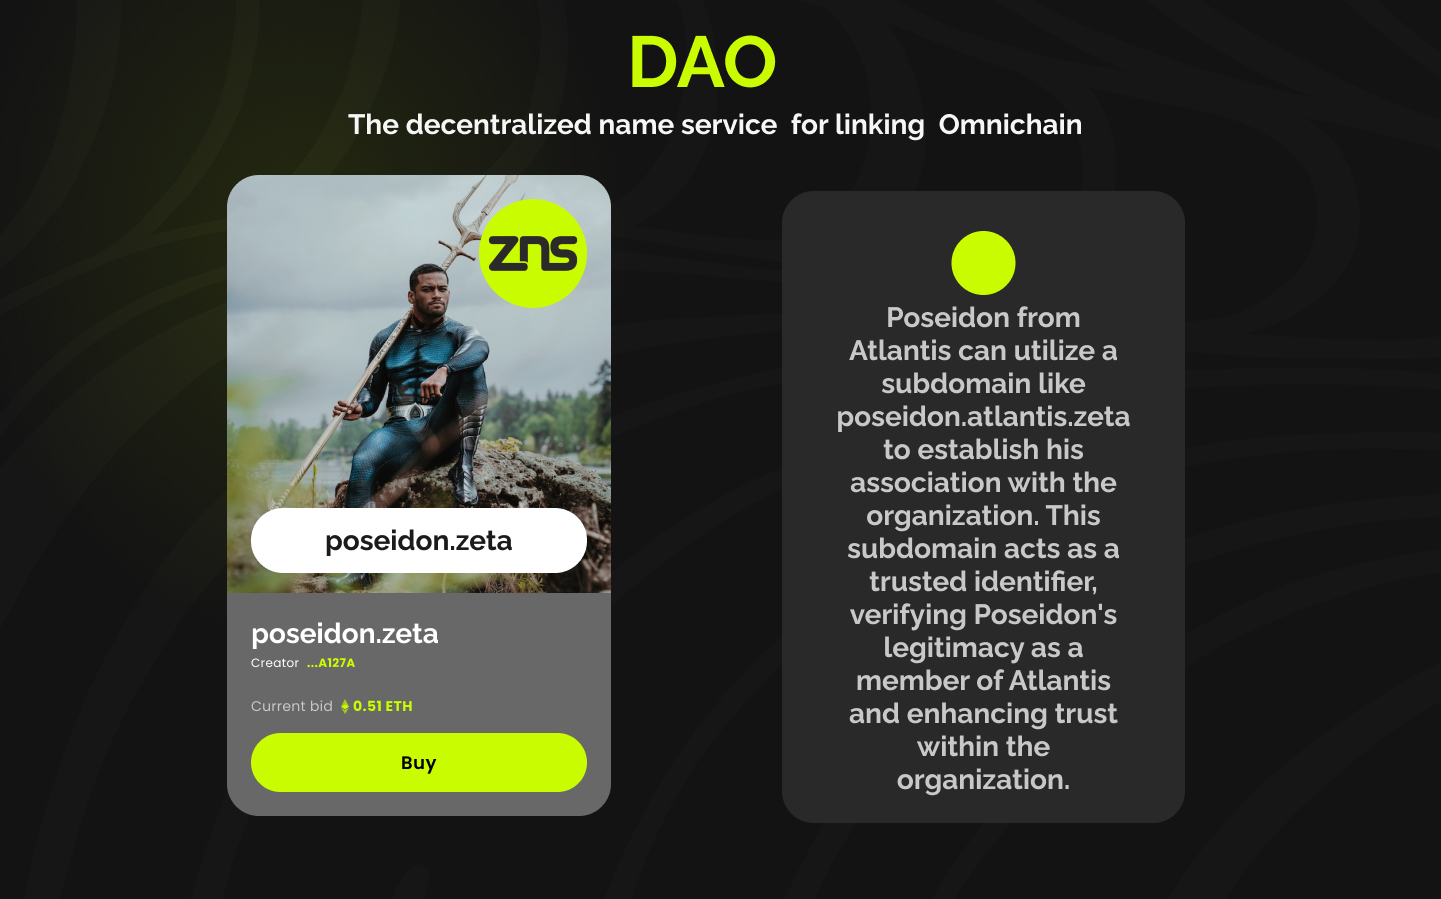 DAO
The decentralized name service for linking Omnichain
zns
poseidon.zeta
poseidon.zeta
Creator ...A127A
Current bid 0.51 ETH
Buy
Poseidon from
Atlantis can utilize a
subdomain like
poseidon.atlantis.zeta
to establish his
association with the
organization. This
subdomain acts as a
trusted identifier,
verifying Poseidon's
legitimacy as a
member of Atlantis
and enhancing trust
within the
organization.